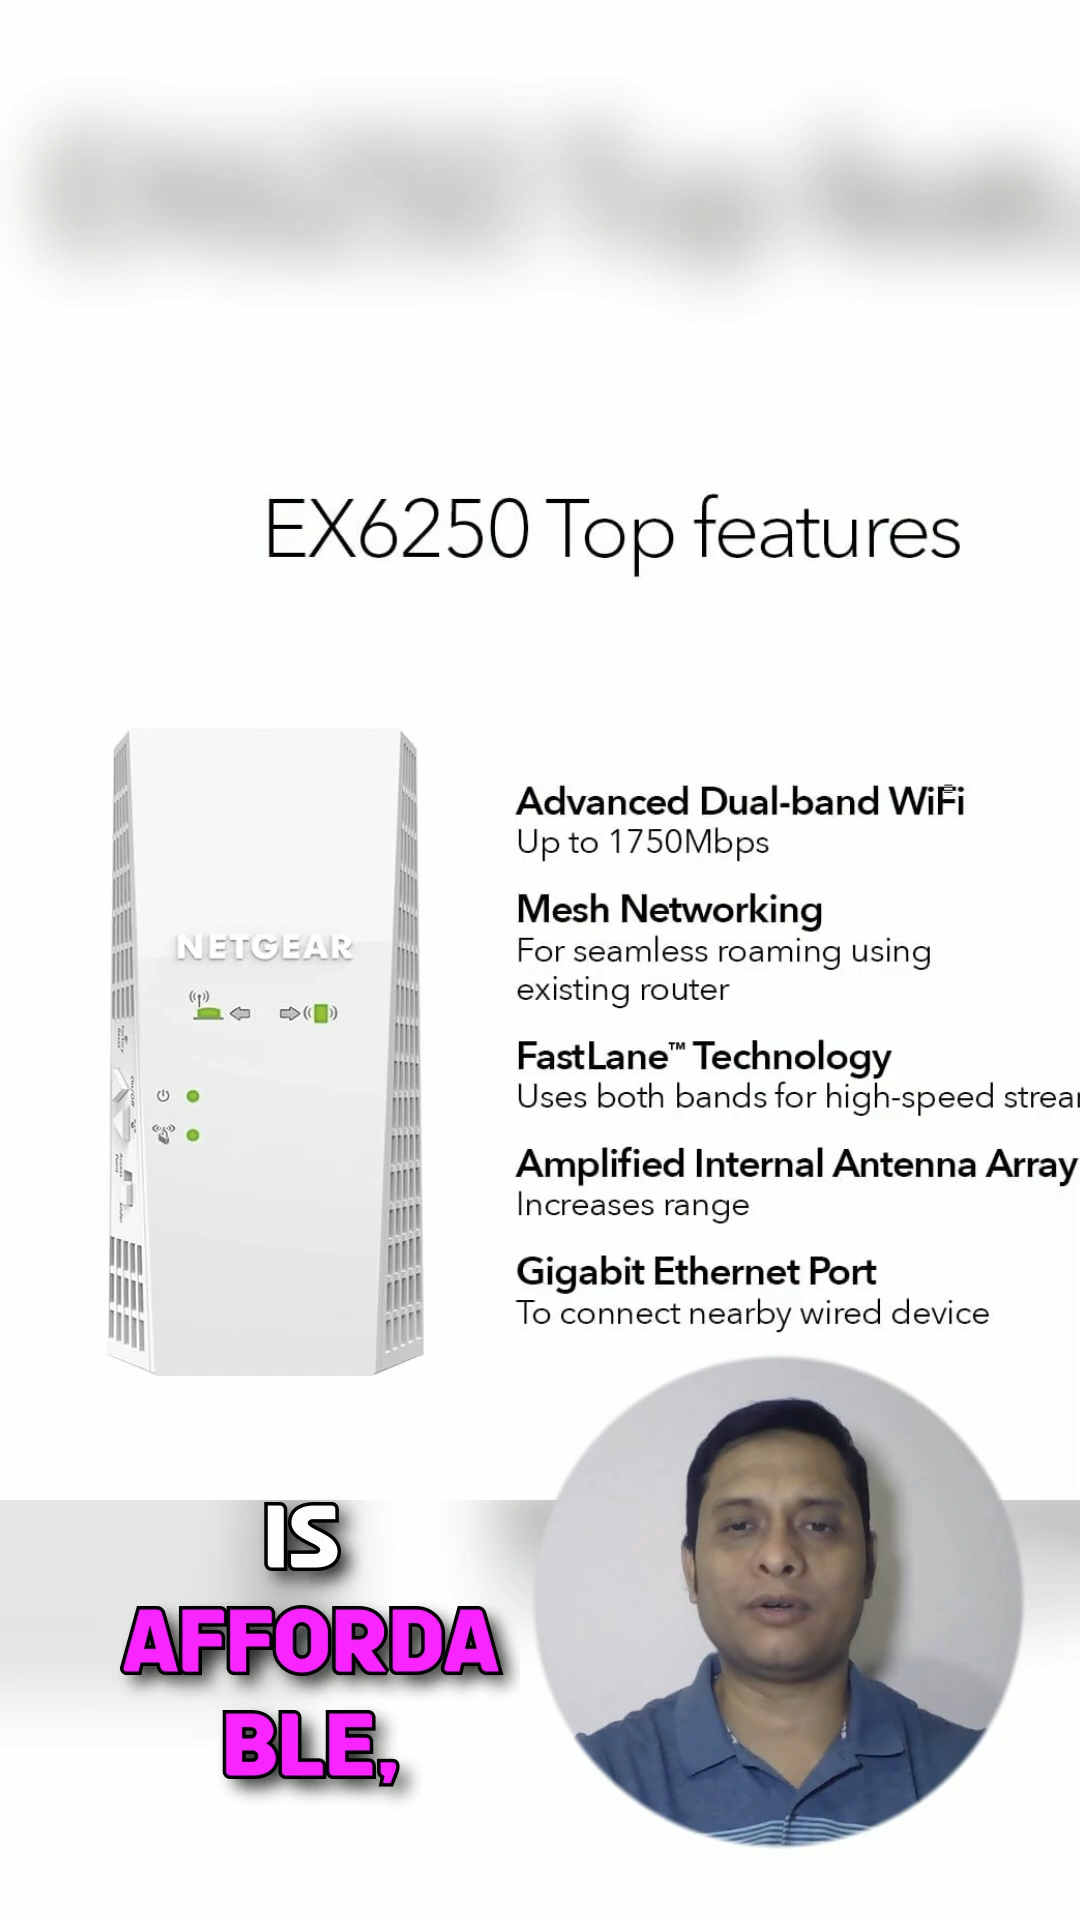 EX6250 Top features
Advanced Dual-band WiFi
Up to 1750Mbps
Mesh Networking
For seamless roaming using
existing router
FastLane™ Technology
Uses both bands for high-speed
Amplified Internal Antenna Array
Increases range
Gigabit Ethernet Port
To connect nearby wired device
NETGEAR
IS
AFFORDA
BLE,